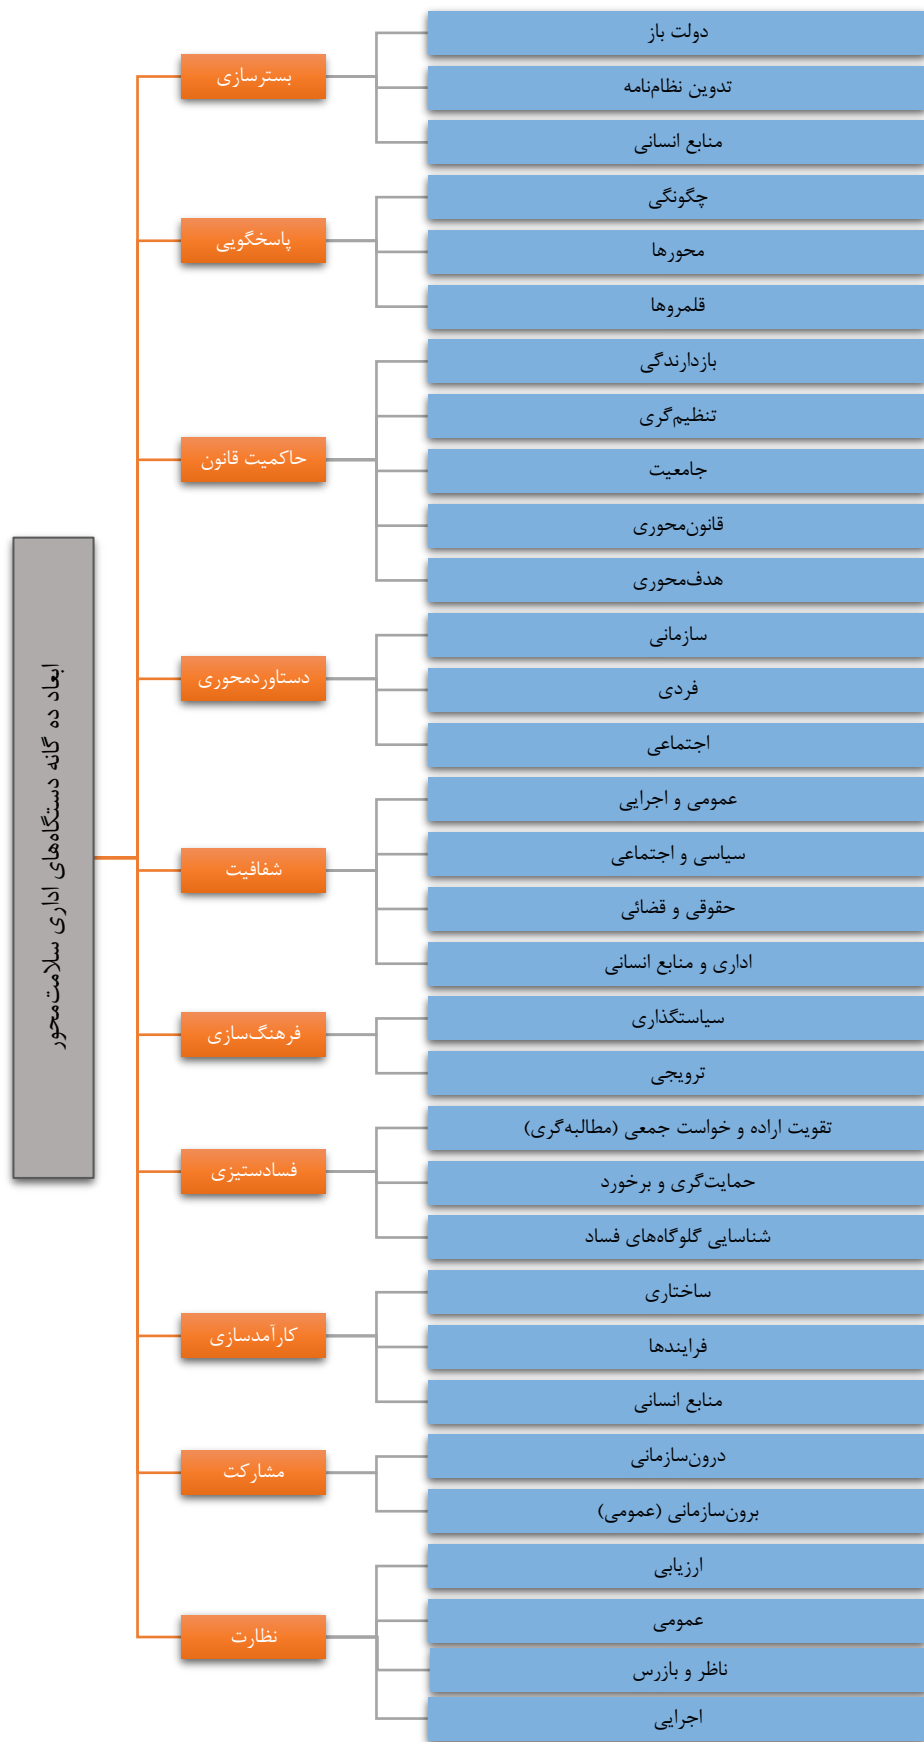 ابعاد ده گانه دستگاه‌های اداری سلامت‌محور
بسترسازی
دولت باز
تدوین نظام‌نامه
منابع انسانی
پاسخگویی
چگونگی
محورها
قلمروها
حاکمیت قانون
بازدارندگی
تنظیم‌گری
جامعیت
قانون‌محوری
هدف‌محوری
دستاوردمحوری
سازمانی
فردی
اجتماعی
شفافیت
عمومی و اجرایی
سیاسی و اجتماعی
حقوقی و قضائی
اداری و منابع انسانی
فرهنگ‌سازی
سیاستگذاری
ترویجی
فسادستیزی
تقویت اراده و خواست جمعی (مطالبه‌گری)
حمایت‌گری و برخورد
شناسایی گلوگاه‌های فساد
کارآمدسازی
ساختاری
فرایندها
منابع انسانی
مشارکت
درون‌سازمانی
برون‌سازمانی (عمومی)
نظارت
ارزیابی
عمومی
ناظر و بازرس
اجرایی